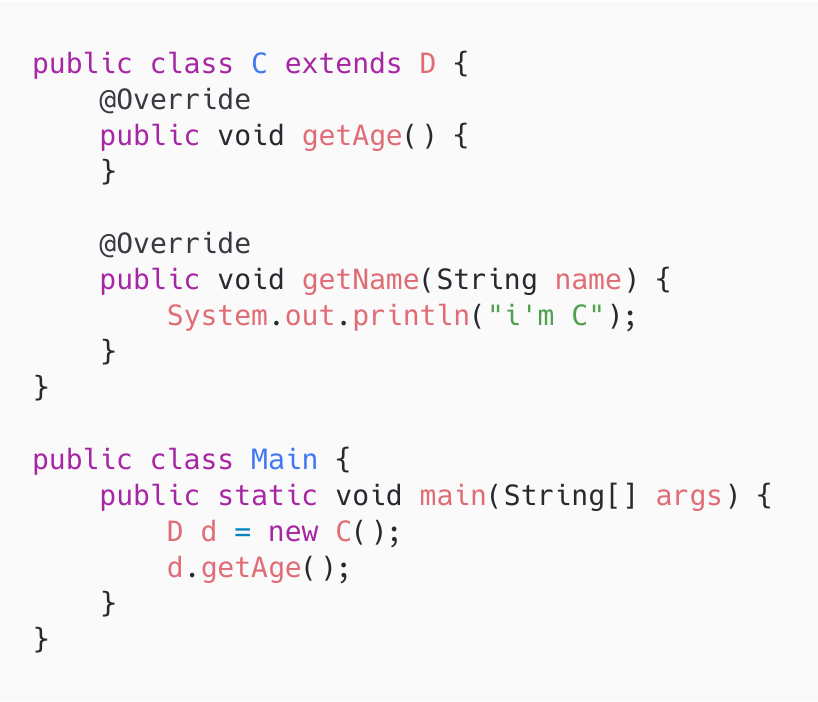 public class C extends D {
    @Override
    public void getAge() {
    }

    @Override
    public void getName(String name) {
        System.out.println("i'm C");
    }
}

public class Main {
    public static void main(String[] args) {
        D d = new C();
        d.getAge();
    }
}